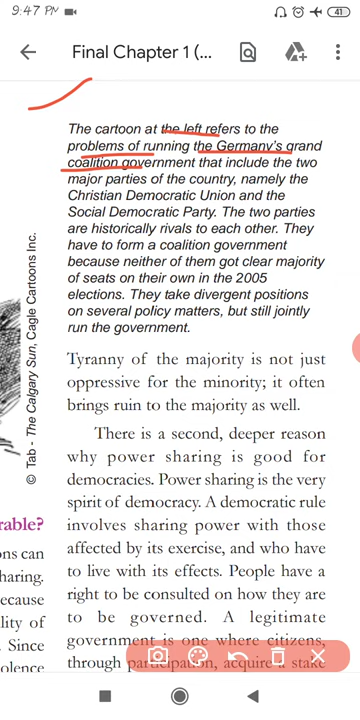 9:47 PM
41
Final Chapter 1 (...
The cartoon at the left refers to the
problems of running the Germany's grand
coalition government that include the two
major parties of the country, namely the
Christian Democratic Union and the
Social Democratic Party. The two parties
are historically rivals to each other. They
have to form a coalition government
because neither of them got clear majority
of seats on their own in the 2005
elections. They take divergent positions
on several policy matters, but still jointly
run the government.
© Tab - The Calgary Sun, Cagle Cartoons Inc.
Tyranny of the majority is not just
oppressive for the minority; it often
brings ruin to the majority as well.
There is a second, deeper reason
why power sharing is good for
democracies. Power sharing is the very
spirit of democracy. A democratic rule
involves sharing power with those
affected by its exercise, and who have
to live with its effects. People have a
right to be consulted on how they are
to be governed. A legitimate
government is one where citizens,
through participation, acquire a stake
rable?
ons can
haring.
ecause
lity of
. Since
olence